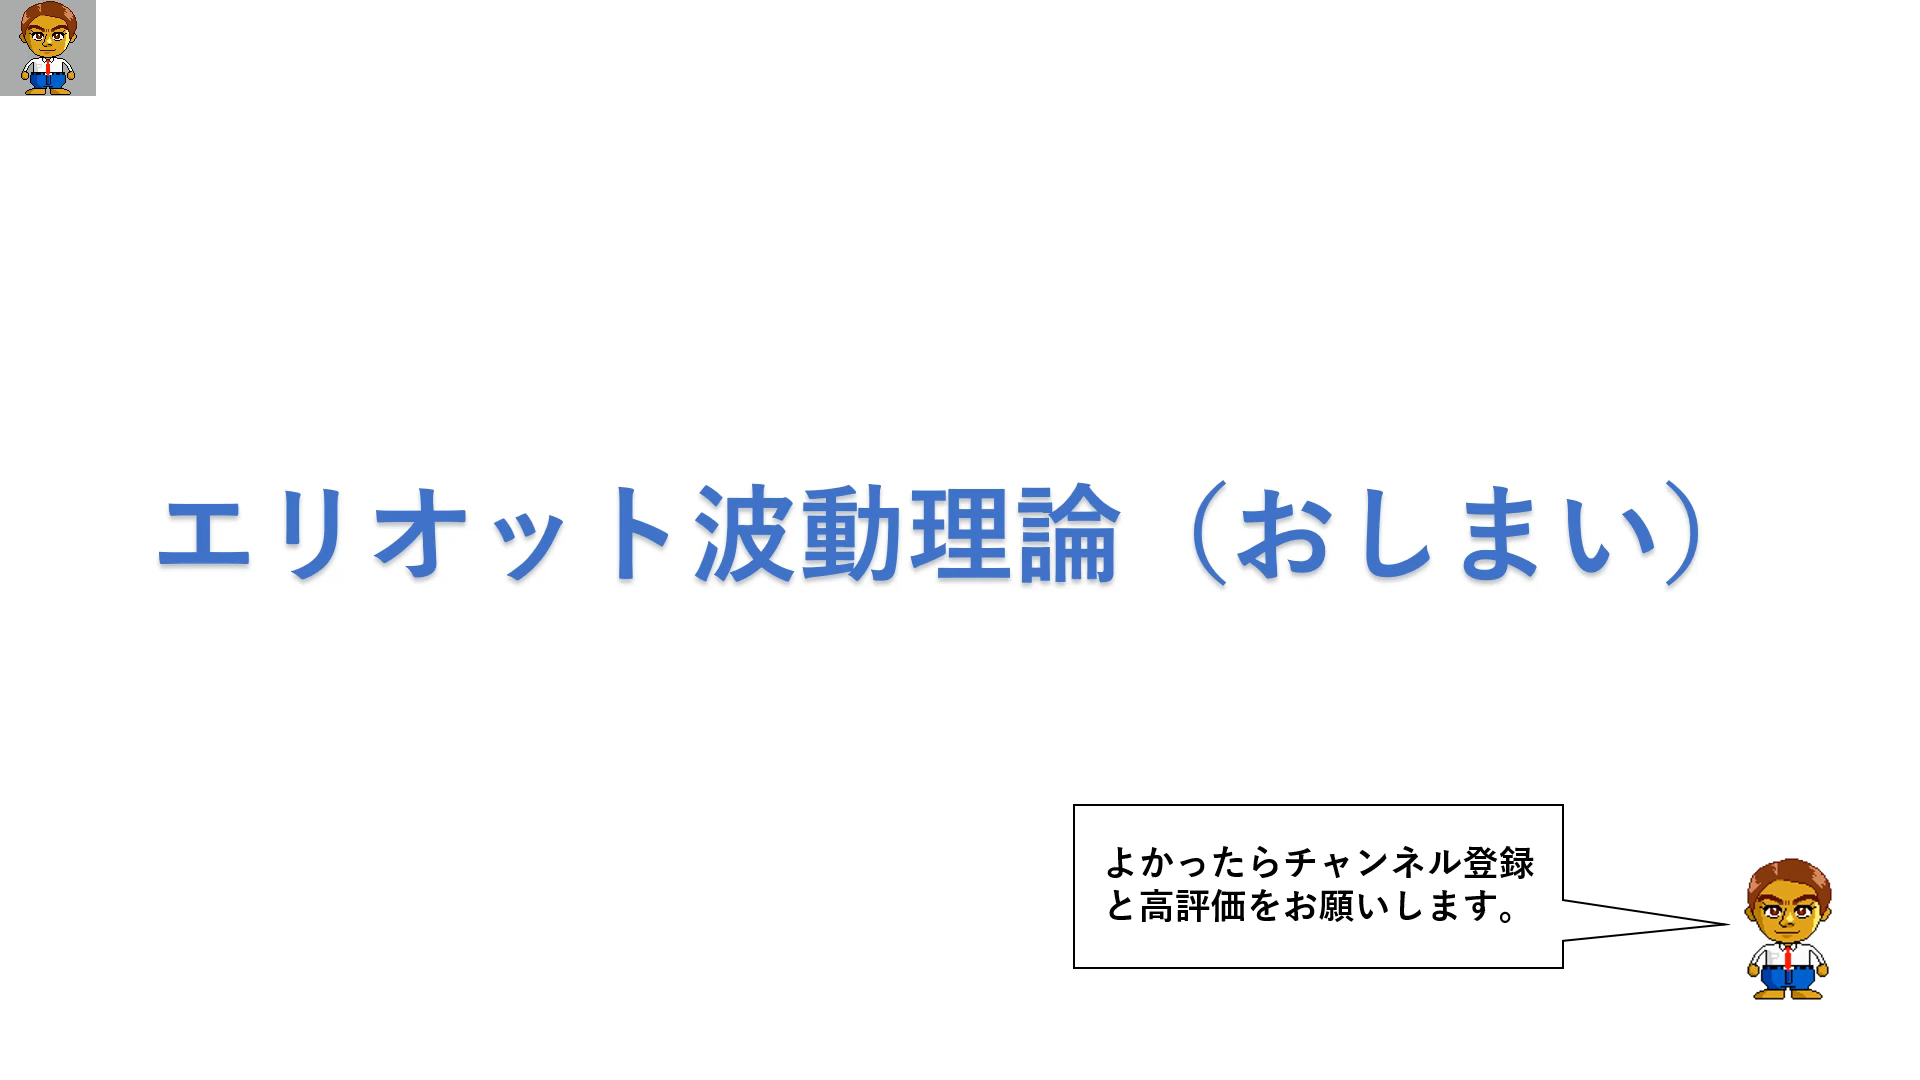 エリオット波動理論（おしまい）
よかったらチャンネル登録
と高評価をお願いします。